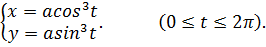 {x = acos³t
{y = asin³t.    (0 ≤ t ≤ 2π).